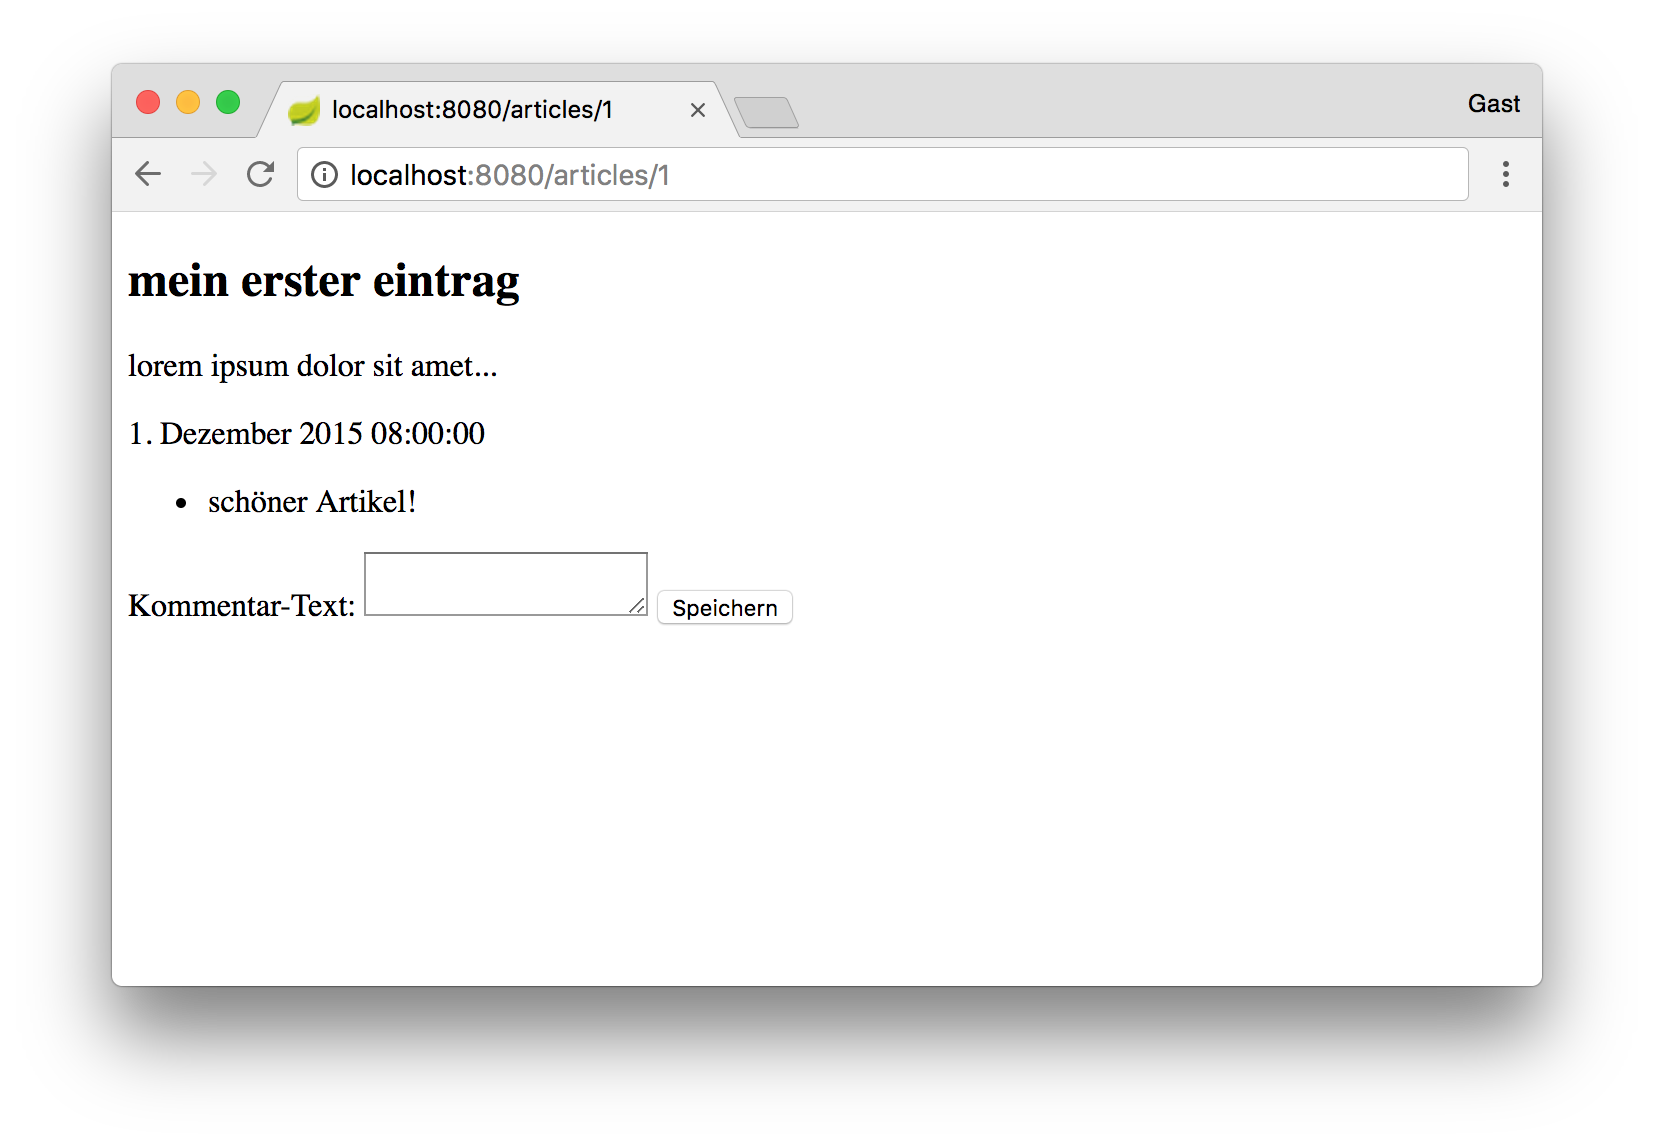 localhost:8080/articles/1
Gast
localhost:8080/articles/1
mein erster eintrag
lorem ipsum dolor sit amet...
1. Dezember 2015 08:00:00
schöner Artikel!
Kommentar-Text: Speichern